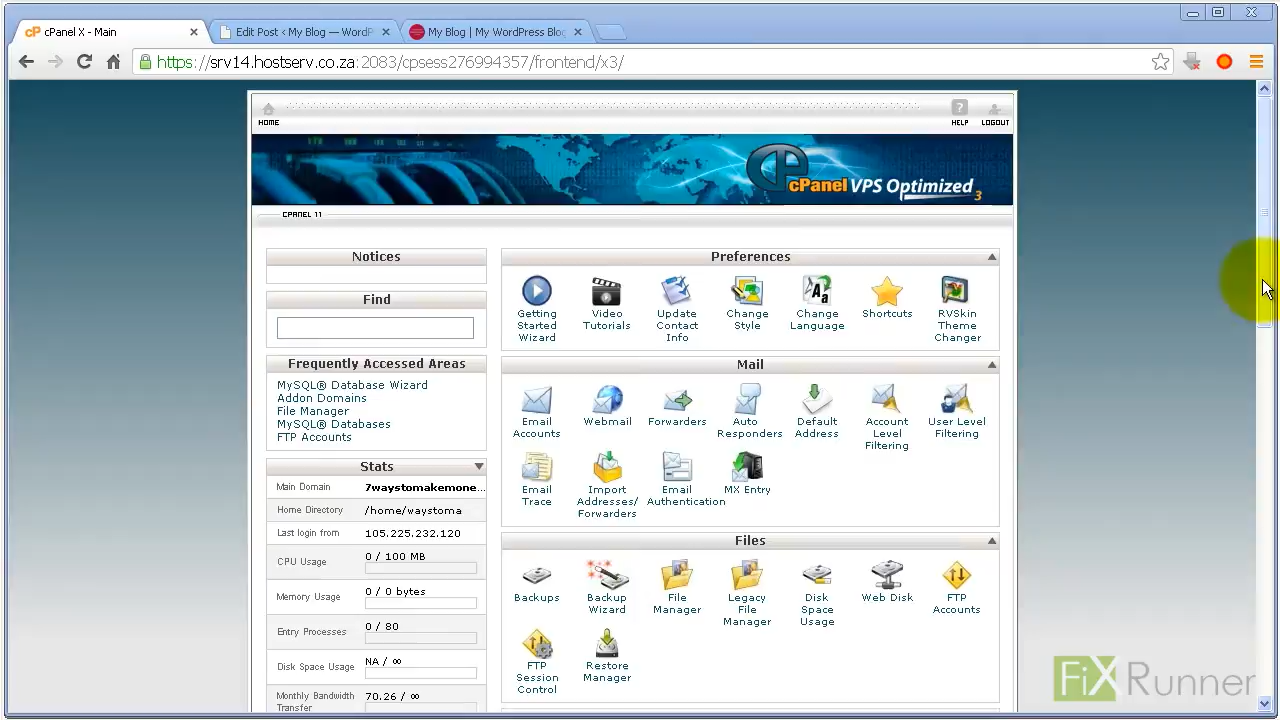 cPanel X - Main
Edit Post ‹ My Blog — WordP
My Blog | My WordPress Blog
https://srv14.hostserv.co.za:2083/cpsess276994357/frontend/x3/
HOME
HELP
LOGOUT
cPanel VPS Optimized 3
CPANEL 11
Notices
Find
Frequently Accessed Areas
MySQL® Database Wizard
Addon Domains
File Manager
MySQL® Databases
FTP Accounts
Stats
Main Domain 7waystomakemone...
Home Directory /home/waystoma
Last login from 105.225.232.120
CPU Usage 0 / 100 MB
Memory Usage 0 / 0 bytes
Entry Processes 0 / 80
Disk Space Usage NA / ∞
Monthly Bandwidth
Transfer
70.26 / ∞
Preferences
Getting
Started
Wizard
Video
Tutorials
Update
Contact
Info
Change
Style
Change
Language
Shortcuts
RVSkin
Theme
Changer
Mail
Email
Accounts
Webmail
Forwarders
Auto
Responders
Default
Address
Account
Level
Filtering
User Level
Filtering
Email
Trace
Import
Addresses/
Forwarders
Email
Authentication
MX Entry
Files
Backups
Backup
Wizard
File
Manager
Legacy
File
Manager
Disk
Space
Usage
Web Disk
FTP
Accounts
FTP
Session
Control
Restore
Manager
FiX Runner